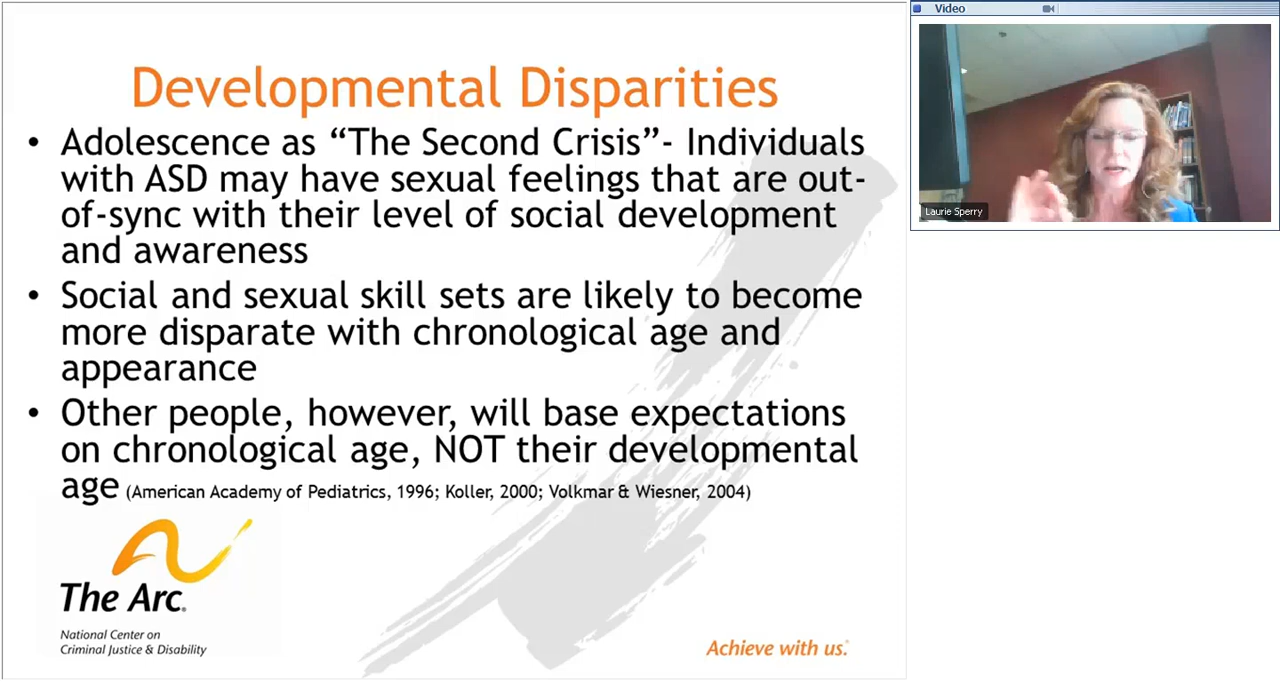 Developmental Disparities
• Adolescence as “The Second Crisis”- Individuals
with ASD may have sexual feelings that are out-
of-sync with their level of social development
and awareness
• Social and sexual skill sets are likely to become
more disparate with chronological age and
appearance
• Other people, however, will base expectations
on chronological age, NOT their developmental
age (American Academy of Pediatrics, 1996; Koller, 2000; Volkmar & Wiesner, 2004)
The Arc®
National Center on
Criminal Justice & Disability
Achieve with us.
Video
Laurie Sperry